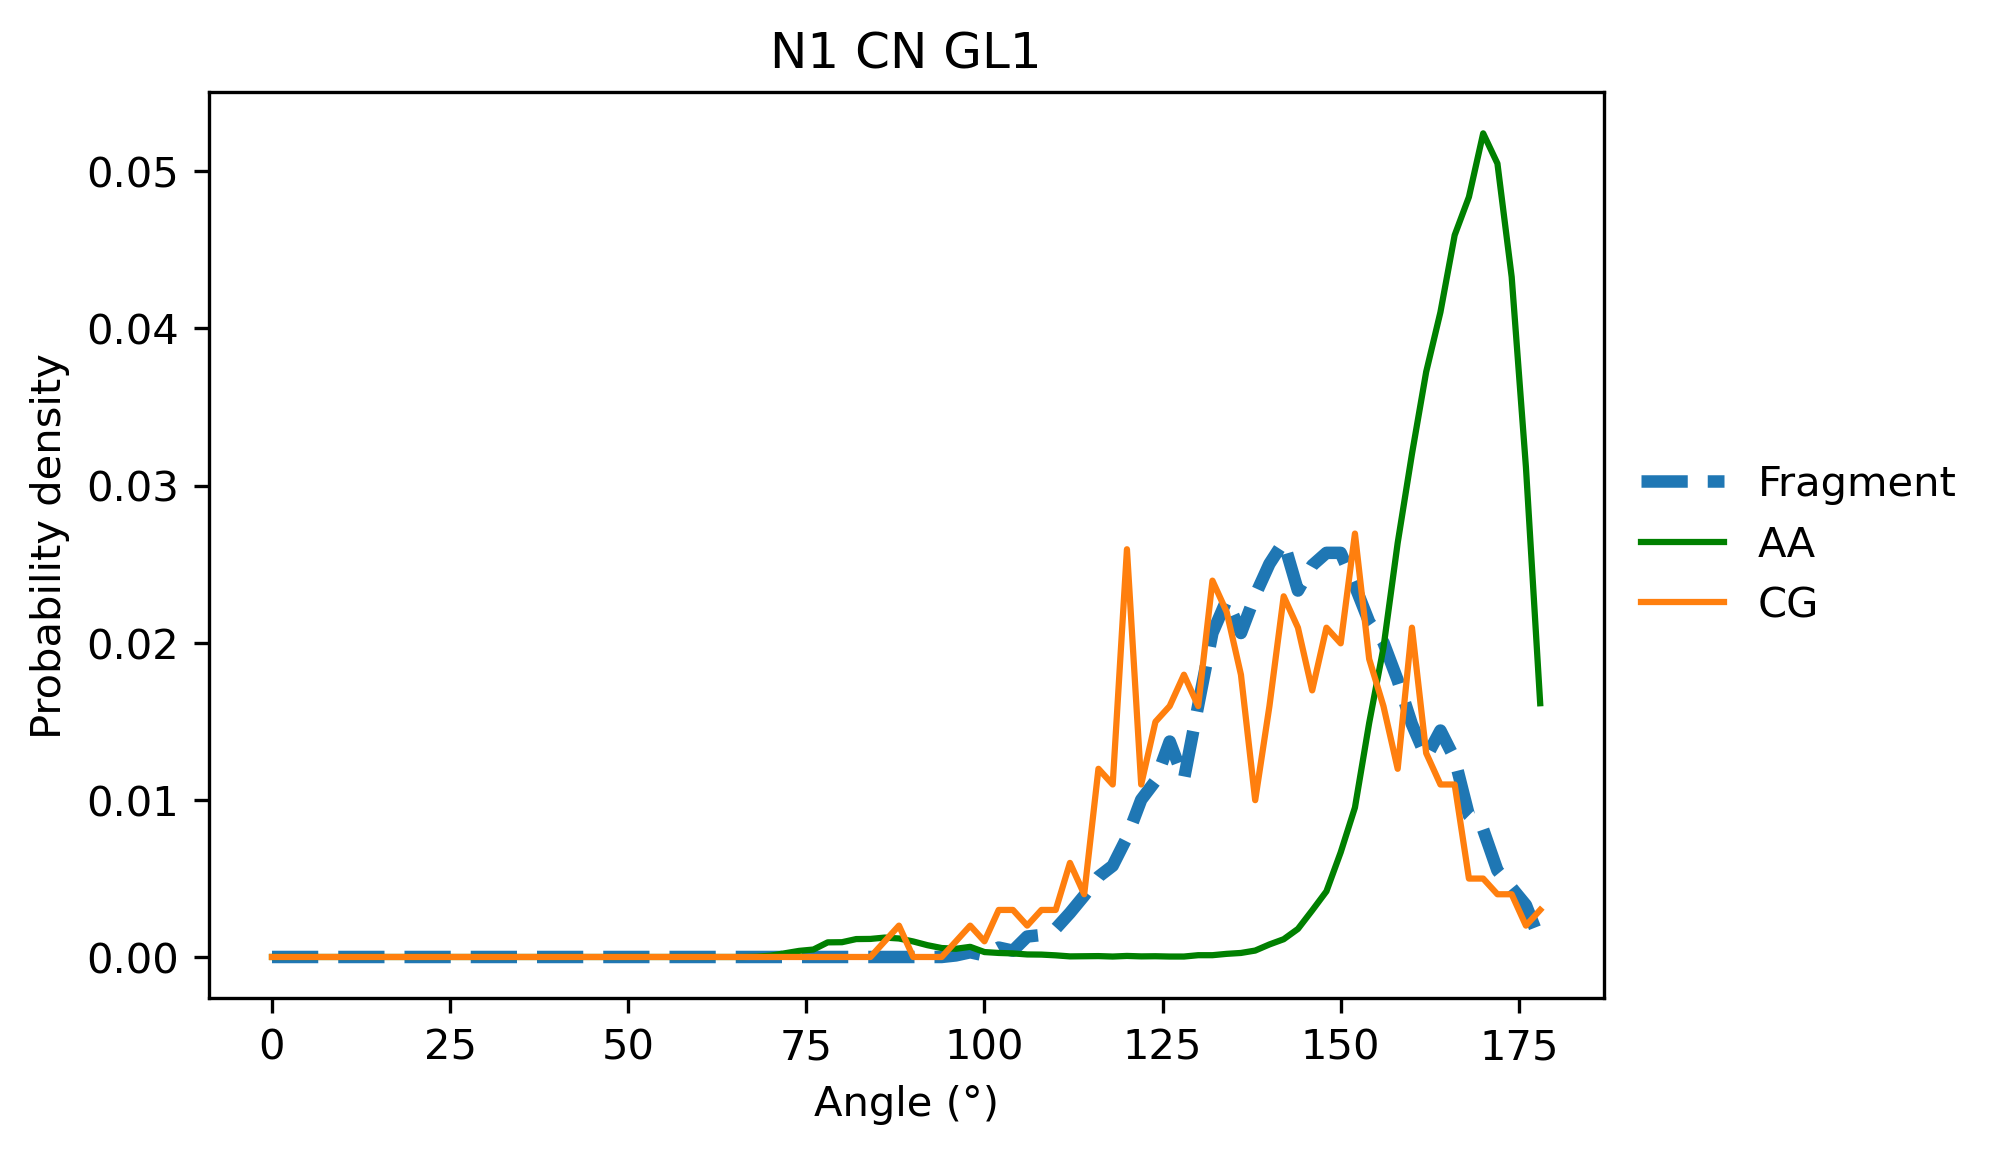 N1 CN GL1
Probability density
0.05
0.04
0.03
0.02
0.01
0.00
0 25 50 75 100 125 150 175
Angle (°)
Fragment
AA
CG